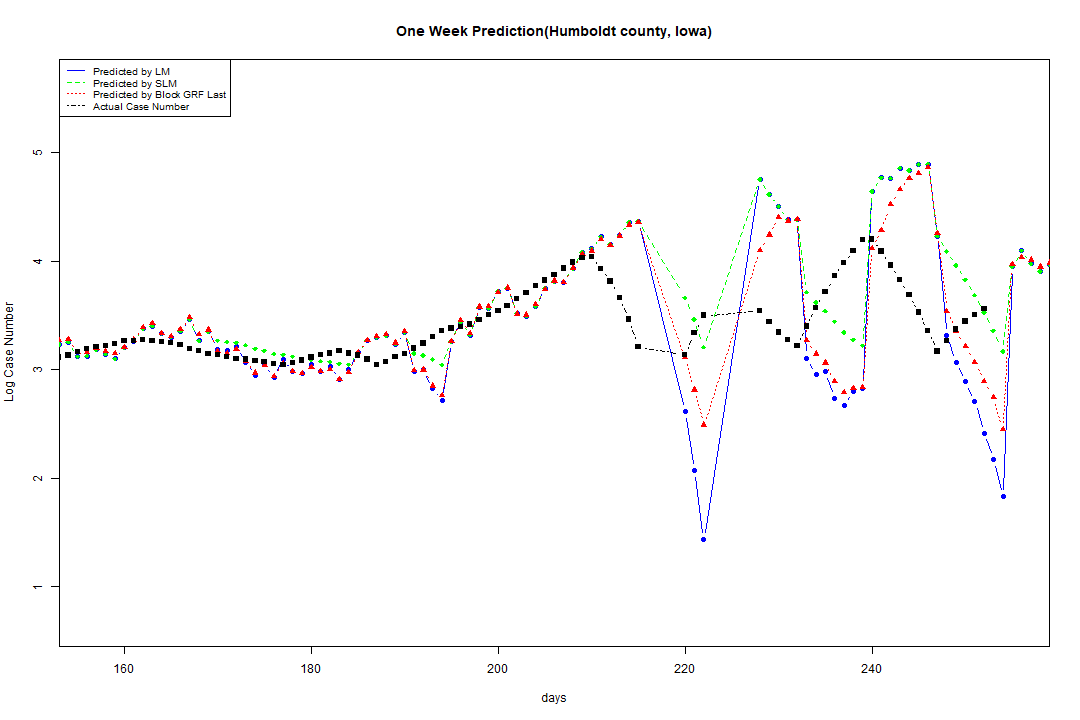 One Week Prediction(Humboldt county, Iowa)
Predicted by LM
Predicted by SLM
Predicted by Block GRF Last
Actual Case Number
Log Case Number
5
4
3
2
1
160 180 200 220 240
days